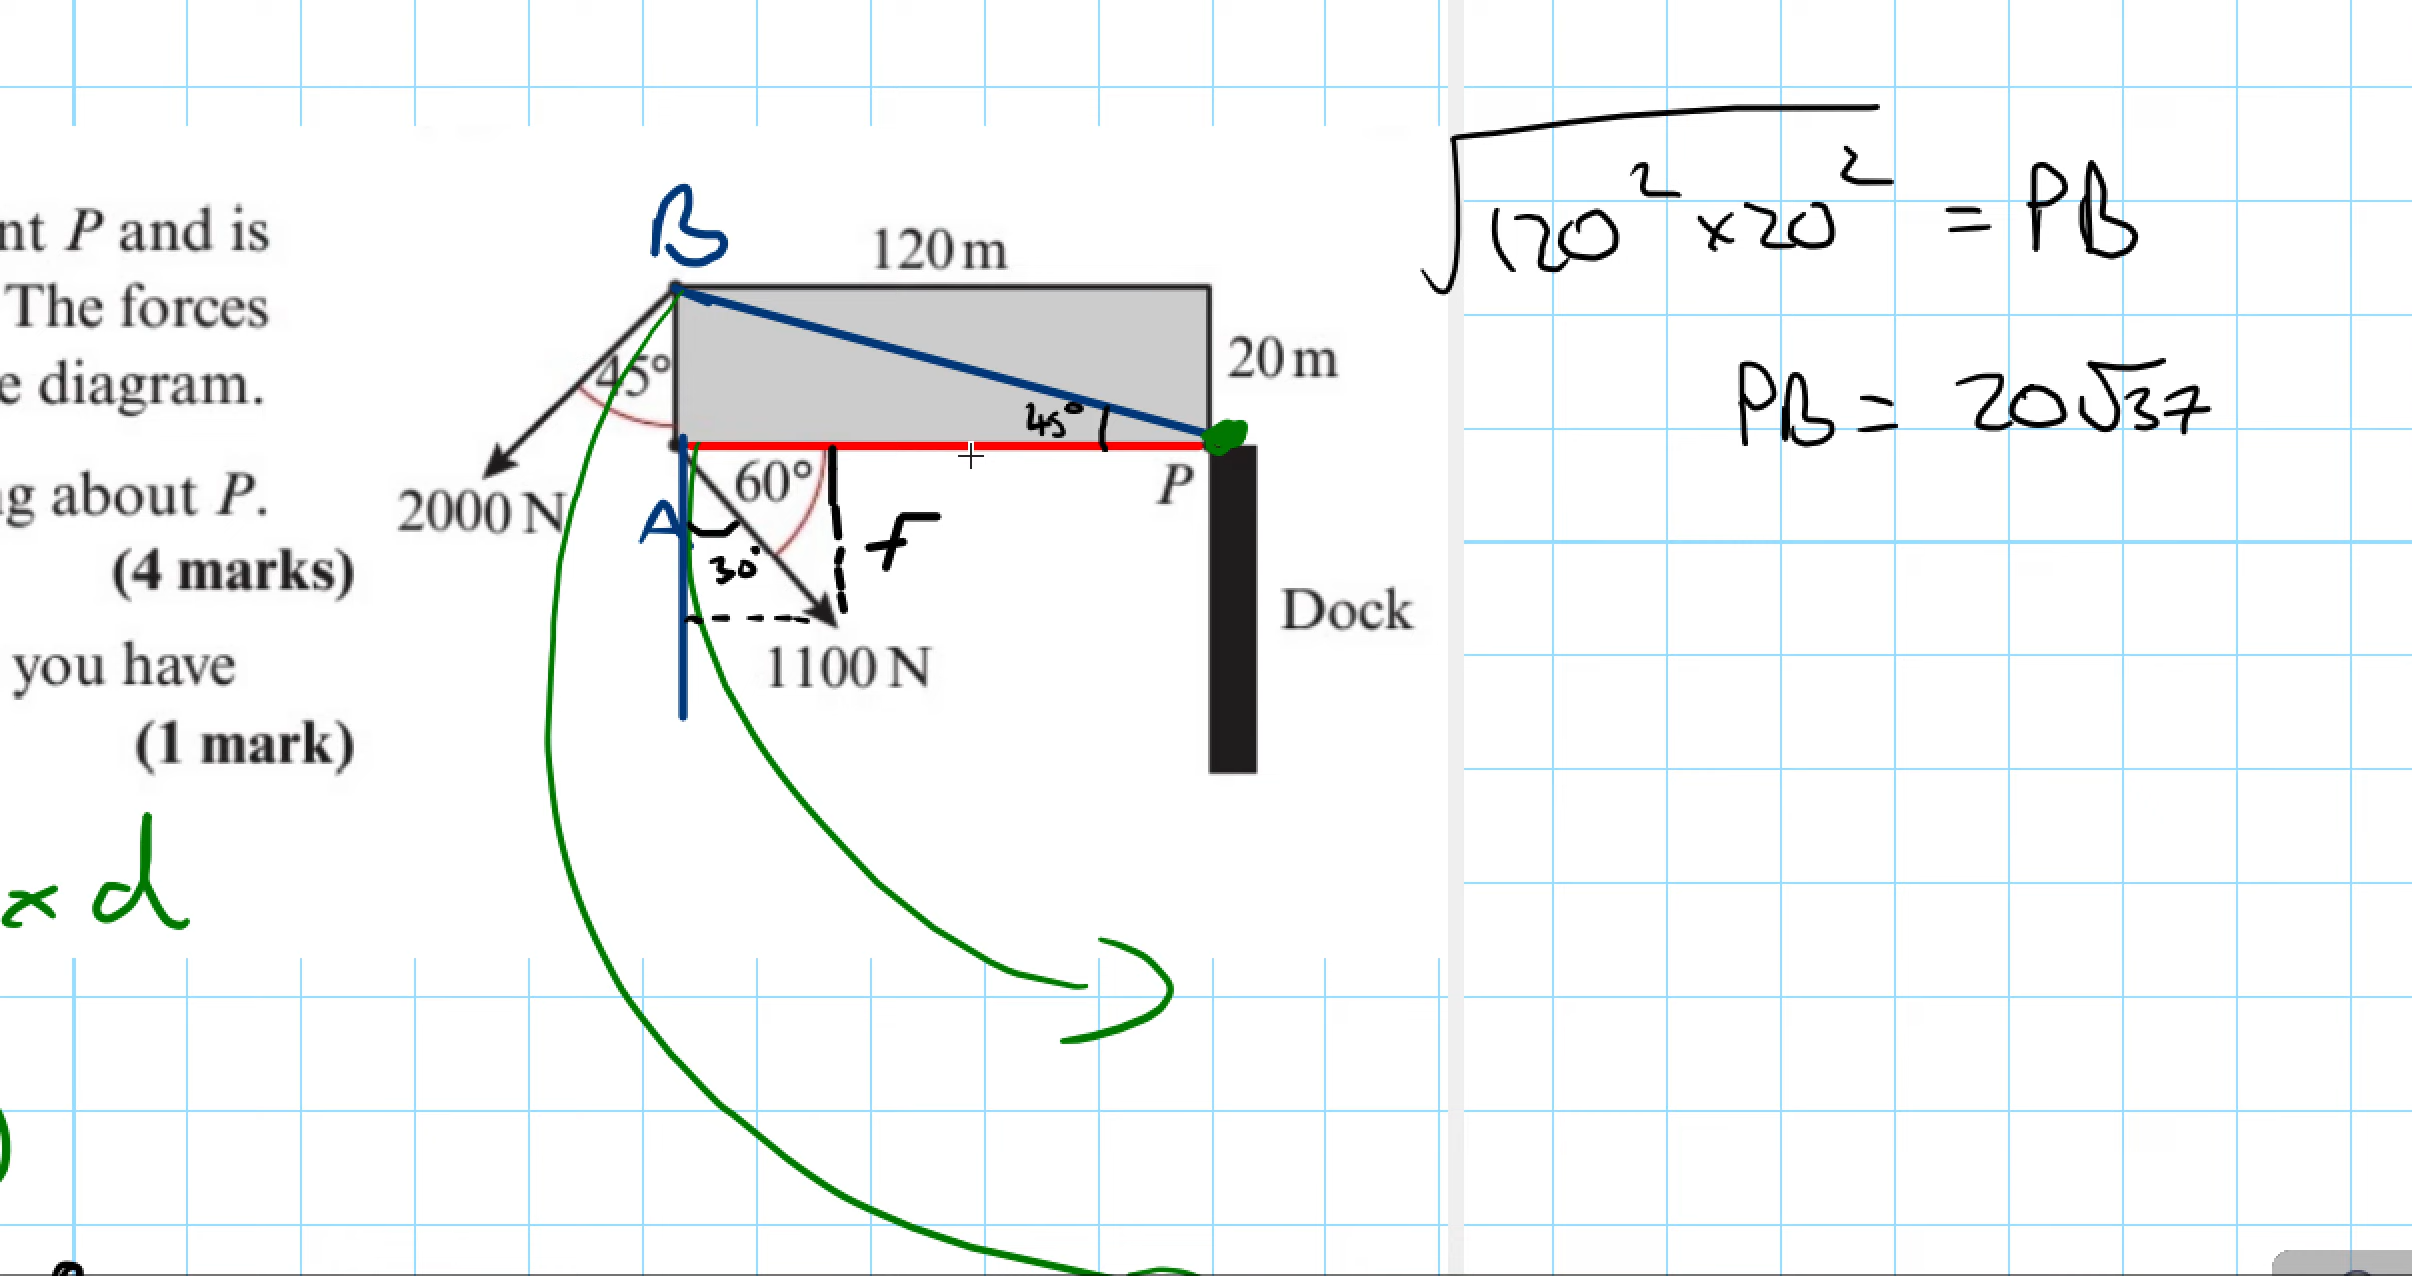 nt P and is
The forces
e diagram.
g about P.
(4 marks)
you have
(1 mark)
x d
B
120 m
20 m
45°
45°
2000 N
60°
P
A
30°
F
1100 N
Dock
√120² x 20² = PB
PB = 20√37